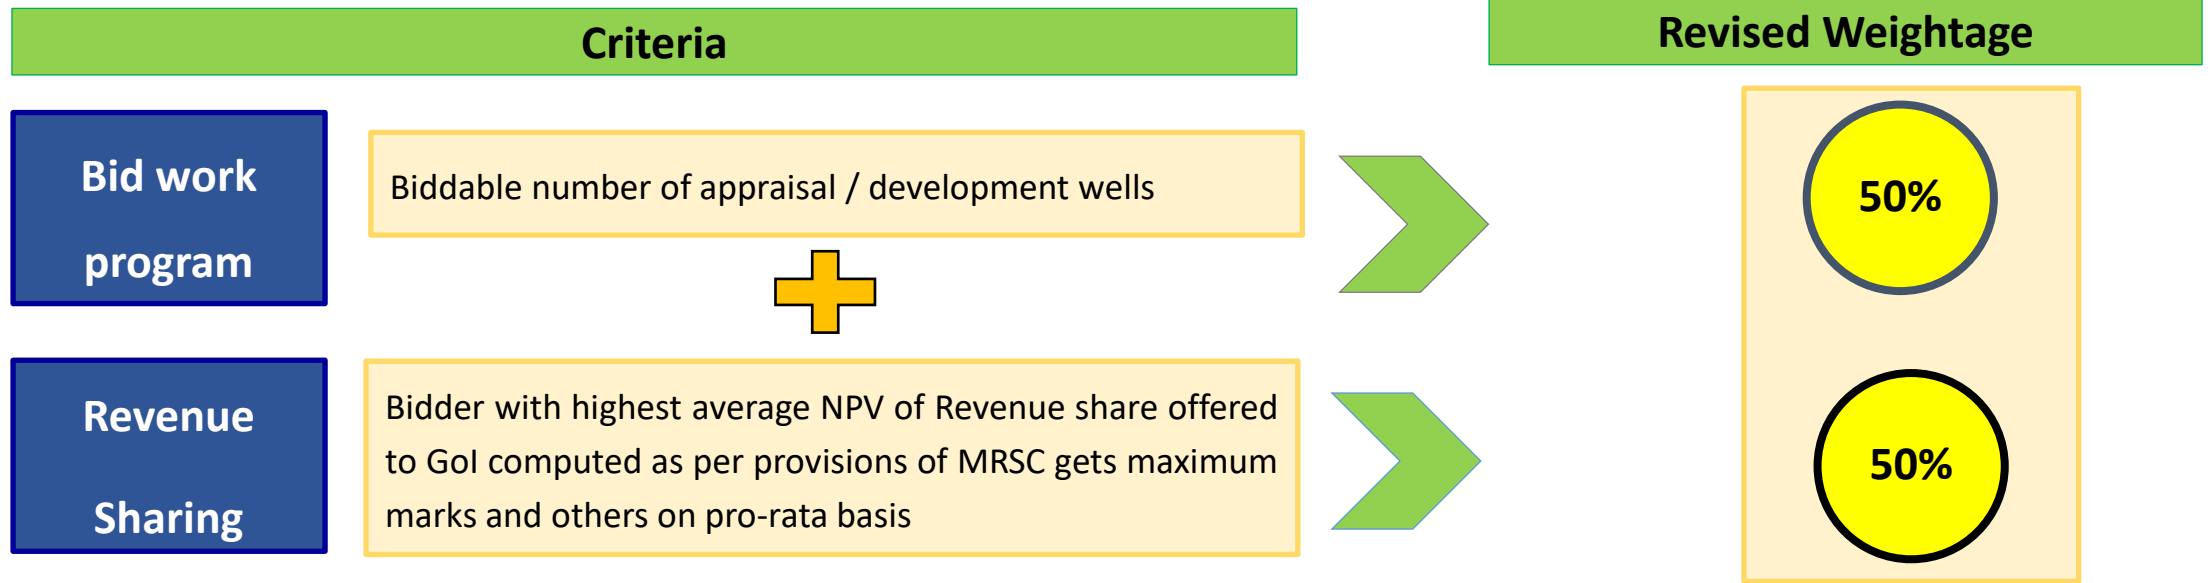 Criteria
Revised Weightage
Bid work
program
Biddable number of appraisal / development wells
50%
Revenue
Sharing
Bidder with highest average NPV of Revenue share offered
to GoI computed as per provisions of MRSC gets maximum
marks and others on pro-rata basis
50%